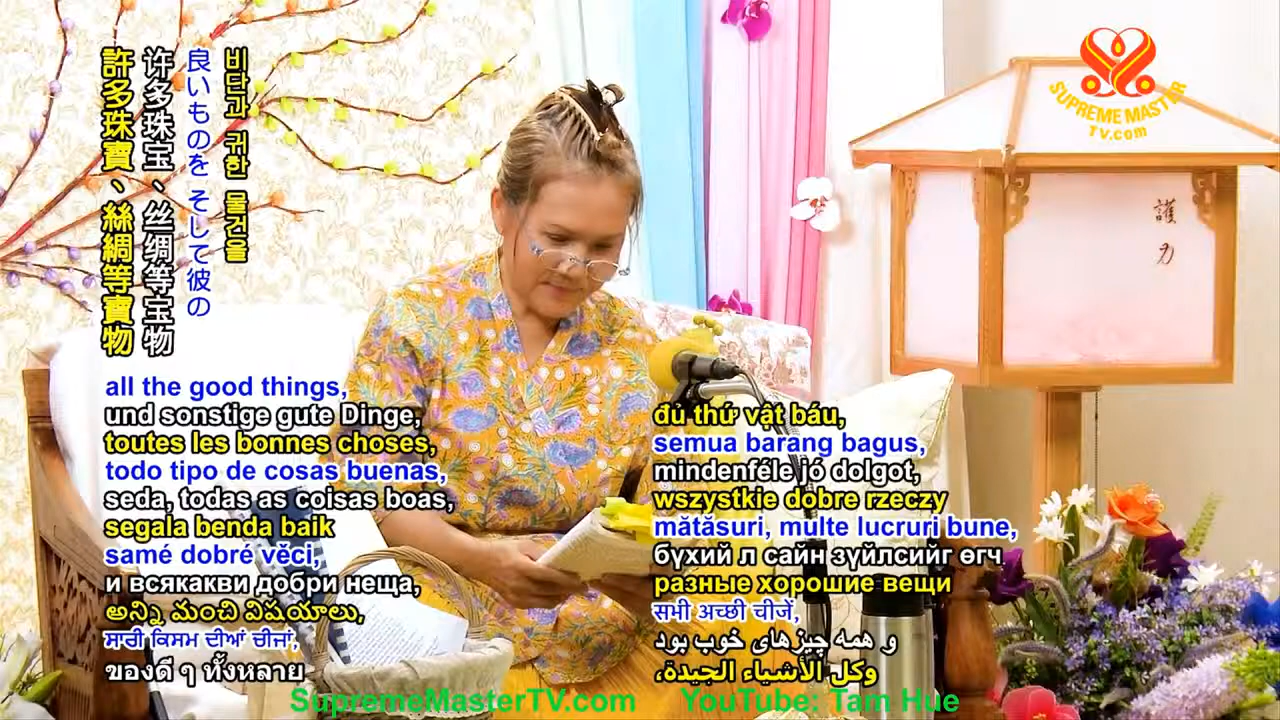 許多珠寶、絲綢等寶物
许多珠宝、丝绸等宝物
良いものを そして彼の
비단과 귀한 물건을
SUPREME MASTER
TV.com
護力
all the good things,
und sonstige gute Dinge,
toutes les bonnes choses,
todo tipo de cosas buenas,
seda, todas as coisas boas,
segala benda baik
samé dobré věci,
и всякакви добри неща,
అన్ని మంచి విషయాలు,
ਸਾਰੀ ਕਿਸਮ ਦੀਆਂ ਚੀਜਾਂ,
ของดี ๆ ทั้งหลาย
đủ thứ vật báu,
semua barang bagus,
mindenféle jó dolgot,
wszystkie dobre rzeczy
mătăsuri, multe lucruri bune,
бүхий л сайн зүйлсийг өгч
разные хорошие вещи
सभी अच्छी चीजें,
و همه چیزهای خوب بود
وكل الأشياء الجيدة،
SupremeMasterTV.com YouTube: Tam Hue